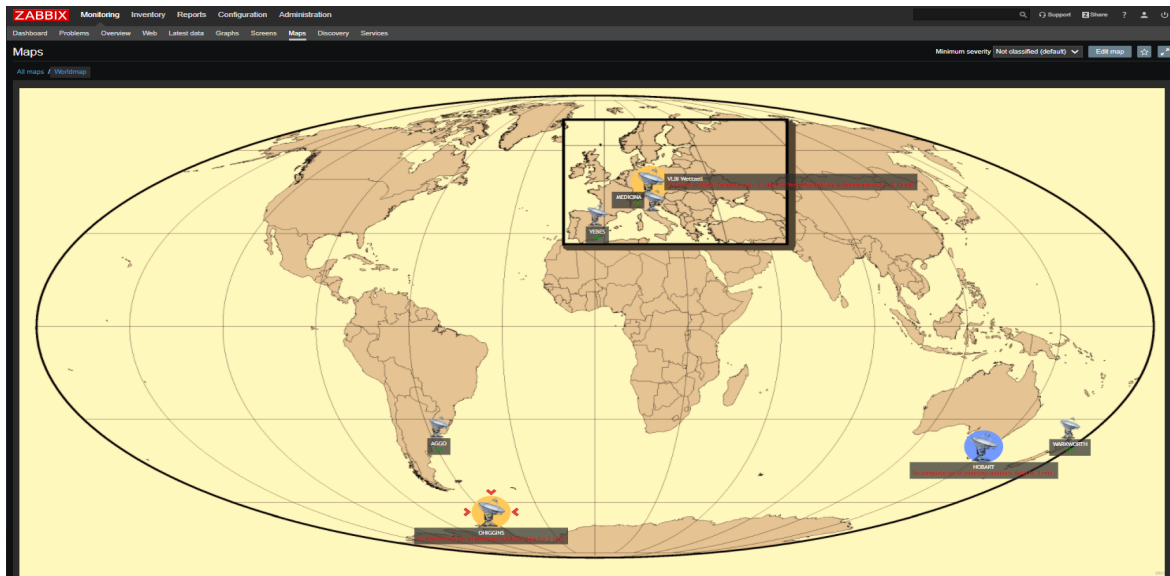 ZABBIX Monitoring Inventory Reports Configuration Administration Support Share ?
Dashboard Problems Overview Web Latest data Graphs Screens Maps Discovery Services
Maps Minimum severity Not classified (default) Edit map
All maps / Worldmap
VLBI Wettzell
MEDICINA
YEBES
AGGO
WARKWORTH
HOBART
OHIGGINS